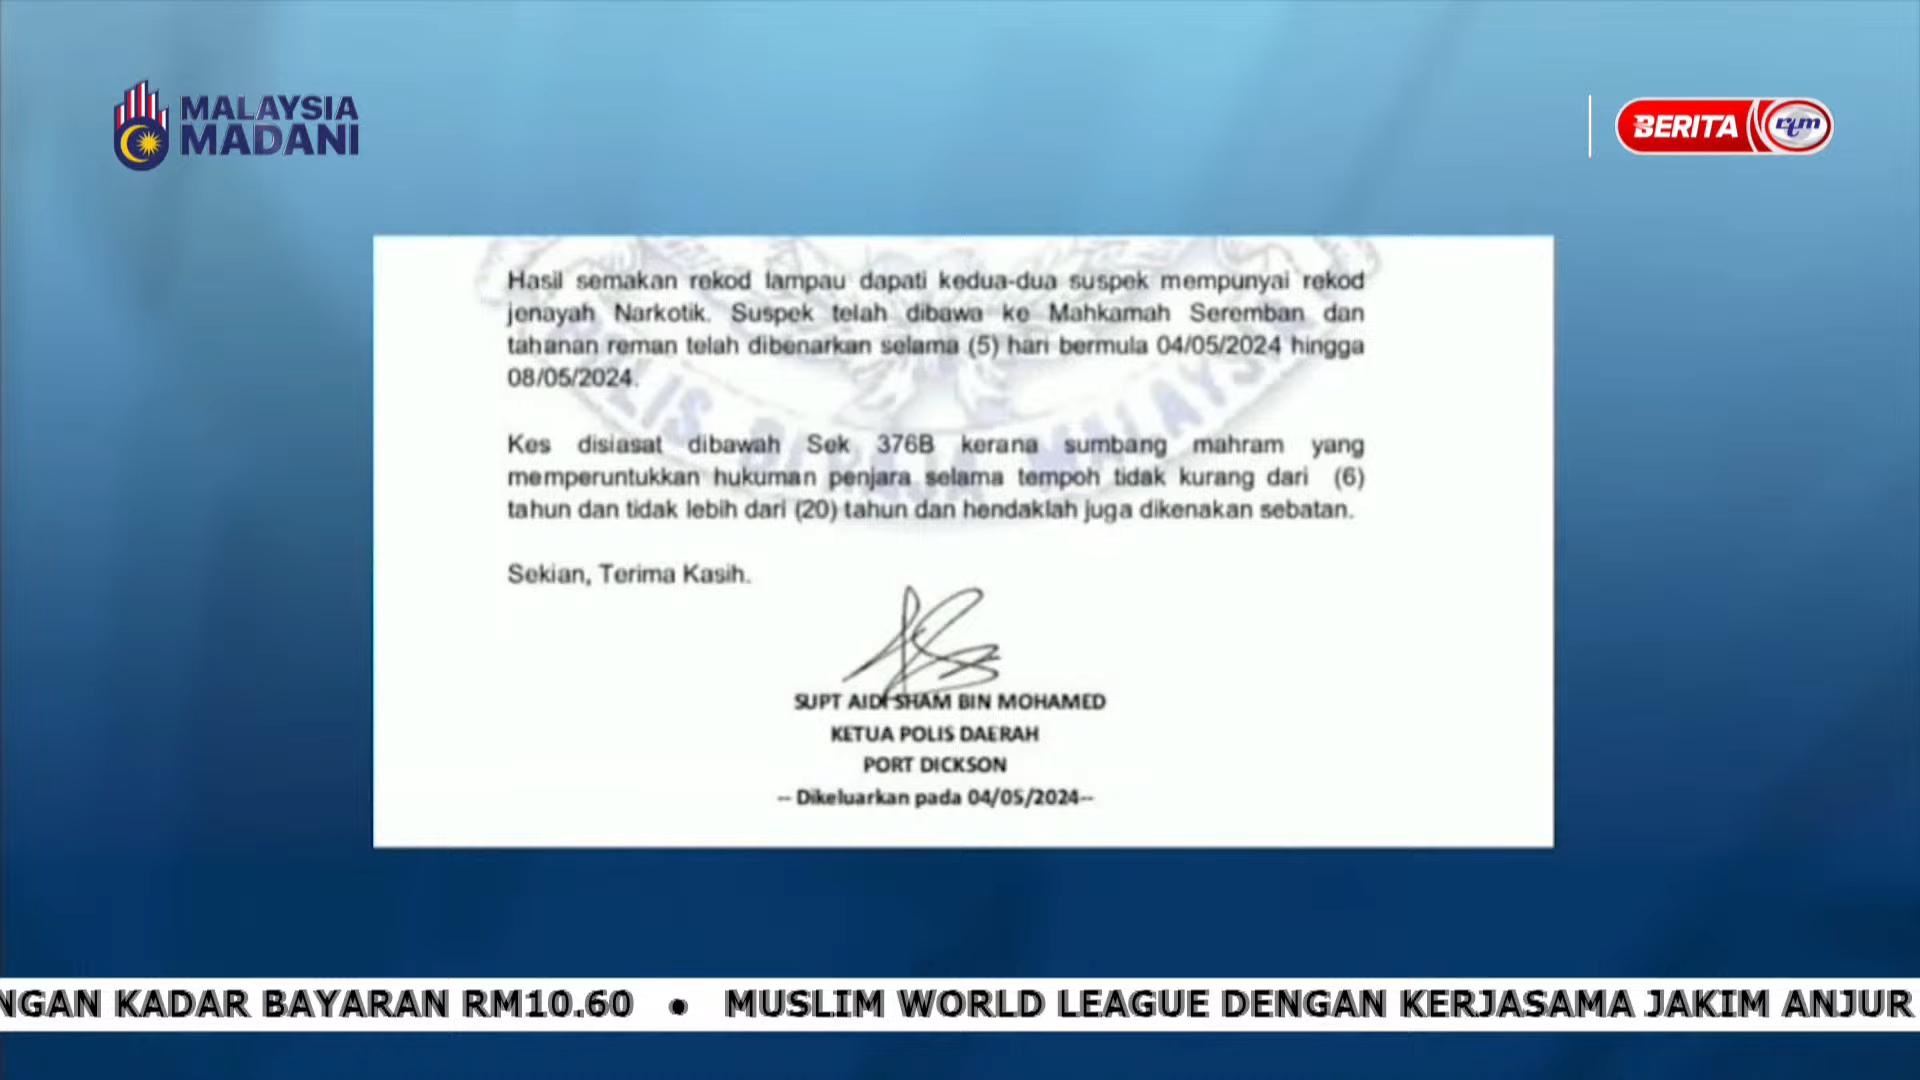 MALAYSIA
MADANI
BERITA rtm
Hasil semakan rekod lampau dapati kedua-dua suspek mempunyai rekod
jenayah Narkotik. Suspek telah dibawa ke Mahkamah Seremban dan
tahanan reman telah dibenarkan selama (5) hari bermula 04/05/2024 hingga
08/05/2024.
Kes disiasat dibawah Sek 376B kerana sumbang mahram yang
memperuntukkan hukuman penjara selama tempoh tidak kurang dari (6)
tahun dan tidak lebih dari (20) tahun dan hendaklah juga dikenakan sebatan.
POLIS DIRAJA MALAYSIA
Sekian, Terima Kasih.
SUPT AIDI SHAM BIN MOHAMED
KETUA POLIS DAERAH
PORT DICKSON
-- Dikeluarkan pada 04/05/2024--
NGAN KADAR BAYARAN RM10.60 • MUSLIM WORLD LEAGUE DENGAN KERJASAMA JAKIM ANJUR